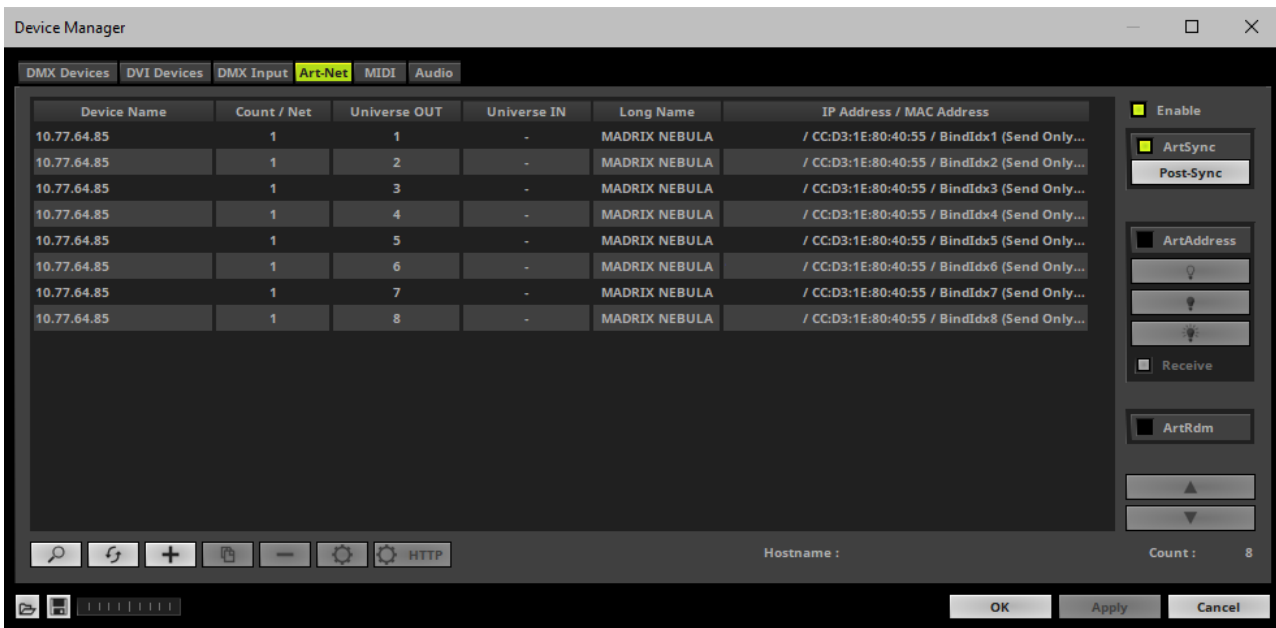 Device Manager
DMX Devices DVI Devices DMX Input Art-Net MIDI Audio
Device Name Count / Net Universe OUT Universe IN Long Name IP Address / MAC Address
Enable
10.77.64.85 1 1 - MADRIX NEBULA / CC:D3:1E:80:40:55 / BindIdx1 (Send Only...
ArtSync
10.77.64.85 1 2 - MADRIX NEBULA / CC:D3:1E:80:40:55 / BindIdx2 (Send Only...
Post-Sync
10.77.64.85 1 3 - MADRIX NEBULA / CC:D3:1E:80:40:55 / BindIdx3 (Send Only...
10.77.64.85 1 4 - MADRIX NEBULA / CC:D3:1E:80:40:55 / BindIdx4 (Send Only...
10.77.64.85 1 5 - MADRIX NEBULA / CC:D3:1E:80:40:55 / BindIdx5 (Send Only...
ArtAddress
10.77.64.85 1 6 - MADRIX NEBULA / CC:D3:1E:80:40:55 / BindIdx6 (Send Only...
10.77.64.85 1 7 - MADRIX NEBULA / CC:D3:1E:80:40:55 / BindIdx7 (Send Only...
10.77.64.85 1 8 - MADRIX NEBULA / CC:D3:1E:80:40:55 / BindIdx8 (Send Only...
Receive
ArtRdm
HTTP Hostname : Count : 8
OK Apply Cancel